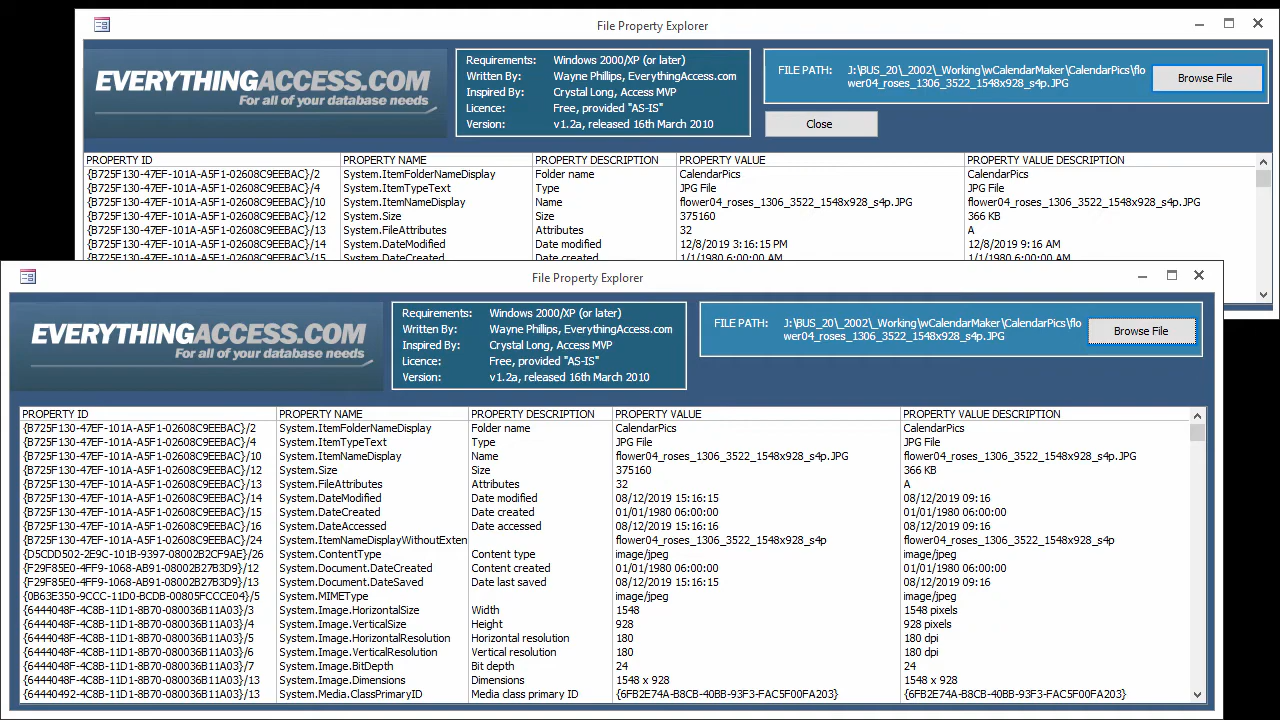 File Property Explorer
EVERYTHINGACCESS.COM
For all of your database needs
Requirements: Windows 2000/XP (or later)
Written By: Wayne Phillips, EverythingAccess.com
Inspired By: Crystal Long, Access MVP
Licence: Free, provided "AS-IS"
Version: v1.2a, released 16th March 2010
FILE PATH: J:\BUS_20\_2002\_Working\wCalendarMaker\CalendarPics\flo
wer04_roses_1306_3522_1548x928_s4p.JPG
Browse File
Close
PROPERTY ID PROPERTY NAME PROPERTY DESCRIPTION PROPERTY VALUE PROPERTY VALUE DESCRIPTION
{B725F130-47EF-101A-A5F1-02608C9EEBAC}/2 System.ItemFolderNameDisplay Folder name CalendarPics CalendarPics
{B725F130-47EF-101A-A5F1-02608C9EEBAC}/4 System.ItemTypeText Type JPG File JPG File
{B725F130-47EF-101A-A5F1-02608C9EEBAC}/10 System.ItemNameDisplay Name flower04_roses_1306_3522_1548x928_s4p.JPG flower04_roses_1306_3522_1548x928_s4p.JPG
{B725F130-47EF-101A-A5F1-02608C9EEBAC}/12 System.Size Size 375160 366 KB
{B725F130-47EF-101A-A5F1-02608C9EEBAC}/13 System.FileAttributes Attributes 32 A
{B725F130-47EF-101A-A5F1-02608C9EEBAC}/14 System.DateModified Date modified 12/8/2019 3:16:15 PM 12/8/2019 9:16 AM
{B725F130-47EF-101A-A5F1-02608C9EEBAC}/15 System.DateCreated Date created 1/1/1980 6:00:00 AM 1/1/1980 6:00 AM
File Property Explorer
EVERYTHINGACCESS.COM
For all of your database needs
Requirements: Windows 2000/XP (or later)
Written By: Wayne Phillips, EverythingAccess.com
Inspired By: Crystal Long, Access MVP
Licence: Free, provided "AS-IS"
Version: v1.2a, released 16th March 2010
FILE PATH: J:\BUS_20\_2002\_Working\wCalendarMaker\CalendarPics\flo
wer04_roses_1306_3522_1548x928_s4p.JPG
Browse File
PROPERTY ID PROPERTY NAME PROPERTY DESCRIPTION PROPERTY VALUE PROPERTY VALUE DESCRIPTION
{B725F130-47EF-101A-A5F1-02608C9EEBAC}/2 System.ItemFolderNameDisplay Folder name CalendarPics CalendarPics
{B725F130-47EF-101A-A5F1-02608C9EEBAC}/4 System.ItemTypeText Type JPG File JPG File
{B725F130-47EF-101A-A5F1-02608C9EEBAC}/10 System.ItemNameDisplay Name flower04_roses_1306_3522_1548x928_s4p.JPG flower04_roses_1306_3522_1548x928_s4p.JPG
{B725F130-47EF-101A-A5F1-02608C9EEBAC}/12 System.Size Size 375160 366 KB
{B725F130-47EF-101A-A5F1-02608C9EEBAC}/13 System.FileAttributes Attributes 32 A
{B725F130-47EF-101A-A5F1-02608C9EEBAC}/14 System.DateModified Date modified 08/12/2019 15:16:15 08/12/2019 09:16
{B725F130-47EF-101A-A5F1-02608C9EEBAC}/15 System.DateCreated Date created 01/01/1980 06:00:00 01/01/1980 06:00:00
{B725F130-47EF-101A-A5F1-02608C9EEBAC}/16 System.DateAccessed Date accessed 08/12/2019 15:16:16 08/12/2019 09:16
{B725F130-47EF-101A-A5F1-02608C9EEBAC}/24 System.ItemNameDisplayWithoutExten flower04_roses_1306_3522_1548x928_s4p flower04_roses_1306_3522_1548x928_s4p
{D5CDD502-2E9C-101B-9397-08002B2CF9AE}/26 System.ContentType Content type image/jpeg image/jpeg
{F29F85E0-4FF9-1068-AB91-08002B27B3D9}/12 System.Document.DateCreated Content created 01/01/1980 06:00:00 01/01/1980 06:00:00
{F29F85E0-4FF9-1068-AB91-08002B27B3D9}/13 System.Document.DateSaved Date last saved 08/12/2019 15:16:15 08/12/2019 09:16
{0B63E350-9CCC-11D0-BCDB-00805FCCCE04}/5 System.MIMEType image/jpeg image/jpeg
{6444048F-4C8B-11D1-8B70-080036B11A03}/3 System.Image.HorizontalSize Width 1548 1548 pixels
{6444048F-4C8B-11D1-8B70-080036B11A03}/4 System.Image.VerticalSize Height 928 928 pixels
{6444048F-4C8B-11D1-8B70-080036B11A03}/5 System.Image.HorizontalResolution Horizontal resolution 180 180 dpi
{6444048F-4C8B-11D1-8B70-080036B11A03}/6 System.Image.VerticalResolution Vertical resolution 180 180 dpi
{6444048F-4C8B-11D1-8B70-080036B11A03}/7 System.Image.BitDepth Bit depth 24 24
{6444048F-4C8B-11D1-8B70-080036B11A03}/13 System.Image.Dimensions Dimensions 1548 x 928 1548 x 928
{64440492-4C8B-11D1-8B70-080036B11A03}/13 System.Media.ClassPrimaryID Media class primary ID {6FB2E74A-B8CB-40BB-93F3-FAC5F00FA203} {6FB2E74A-B8CB-40BB-93F3-FAC5F00FA203}